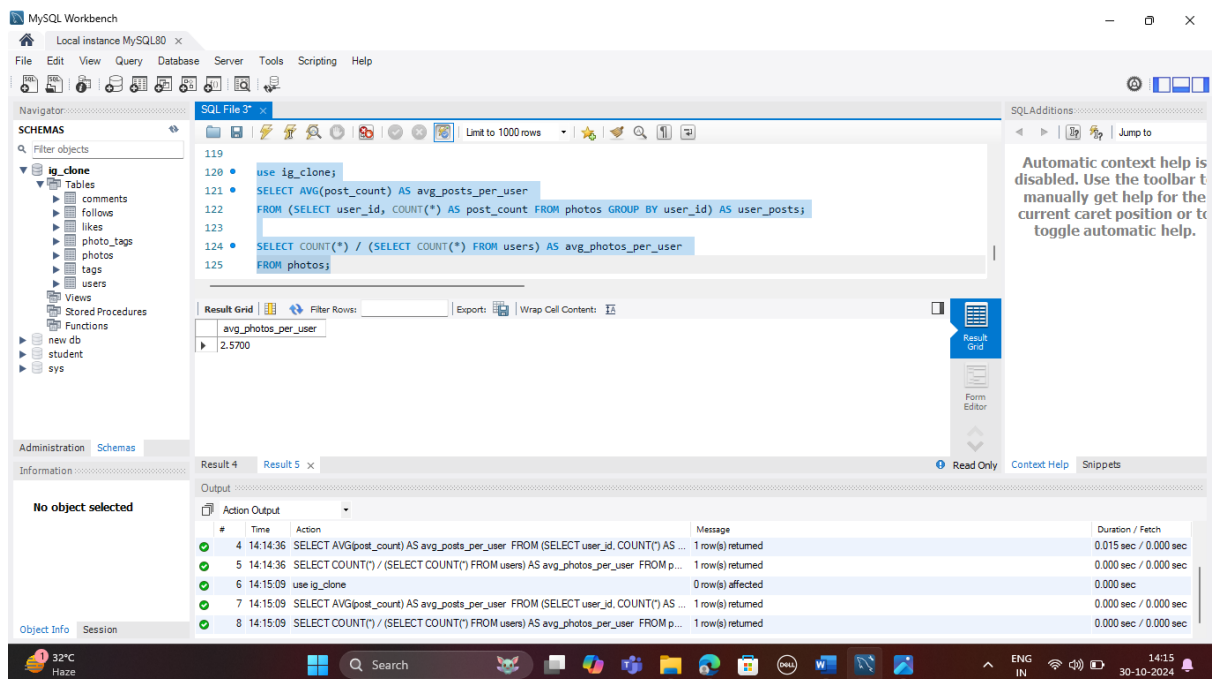 MySQL Workbench
Local instance MySQL80
File Edit View Query Database Server Tools Scripting Help
Navigator
SCHEMAS
Filter objects
ig_clone
Tables
comments
follows
likes
photo_tags
photos
tags
users
Views
Stored Procedures
Functions
new db
student
sys
Administration Schemas
Information
No object selected
Object Info Session
SQL File 3*
Limit to 1000 rows
119
120 use ig_clone;
121 SELECT AVG(post_count) AS avg_posts_per_user
122 FROM (SELECT user_id, COUNT(*) AS post_count FROM photos GROUP BY user_id) AS user_posts;
123
124 SELECT COUNT(*) / (SELECT COUNT(*) FROM users) AS avg_photos_per_user
125 FROM photos;
Result Grid Filter Rows: Export: Wrap Cell Content:
avg_photos_per_user
2.5700
Result Grid
Form Editor
Result 4 Result 5 Read Only
SQLAdditions
Jump to
Automatic context help is
disabled. Use the toolbar t
manually get help for the
current caret position or to
toggle automatic help.
Context Help Snippets
Output
Action Output
# Time Action Message Duration / Fetch
4 14:14:36 SELECT AVG(post_count) AS avg_posts_per_user FROM (SELECT user_id, COUNT(*) AS ... 1 row(s) returned 0.015 sec / 0.000 sec
5 14:14:36 SELECT COUNT(*) / (SELECT COUNT(*) FROM users) AS avg_photos_per_user FROM p... 1 row(s) returned 0.000 sec / 0.000 sec
6 14:15:09 use ig_clone 0 row(s) affected 0.000 sec
7 14:15:09 SELECT AVG(post_count) AS avg_posts_per_user FROM (SELECT user_id, COUNT(*) AS ... 1 row(s) returned 0.000 sec / 0.000 sec
8 14:15:09 SELECT COUNT(*) / (SELECT COUNT(*) FROM users) AS avg_photos_per_user FROM p... 1 row(s) returned 0.000 sec / 0.000 sec
1
32°C
Haze
Search
DELL
W
ENG
IN
14:15
30-10-2024